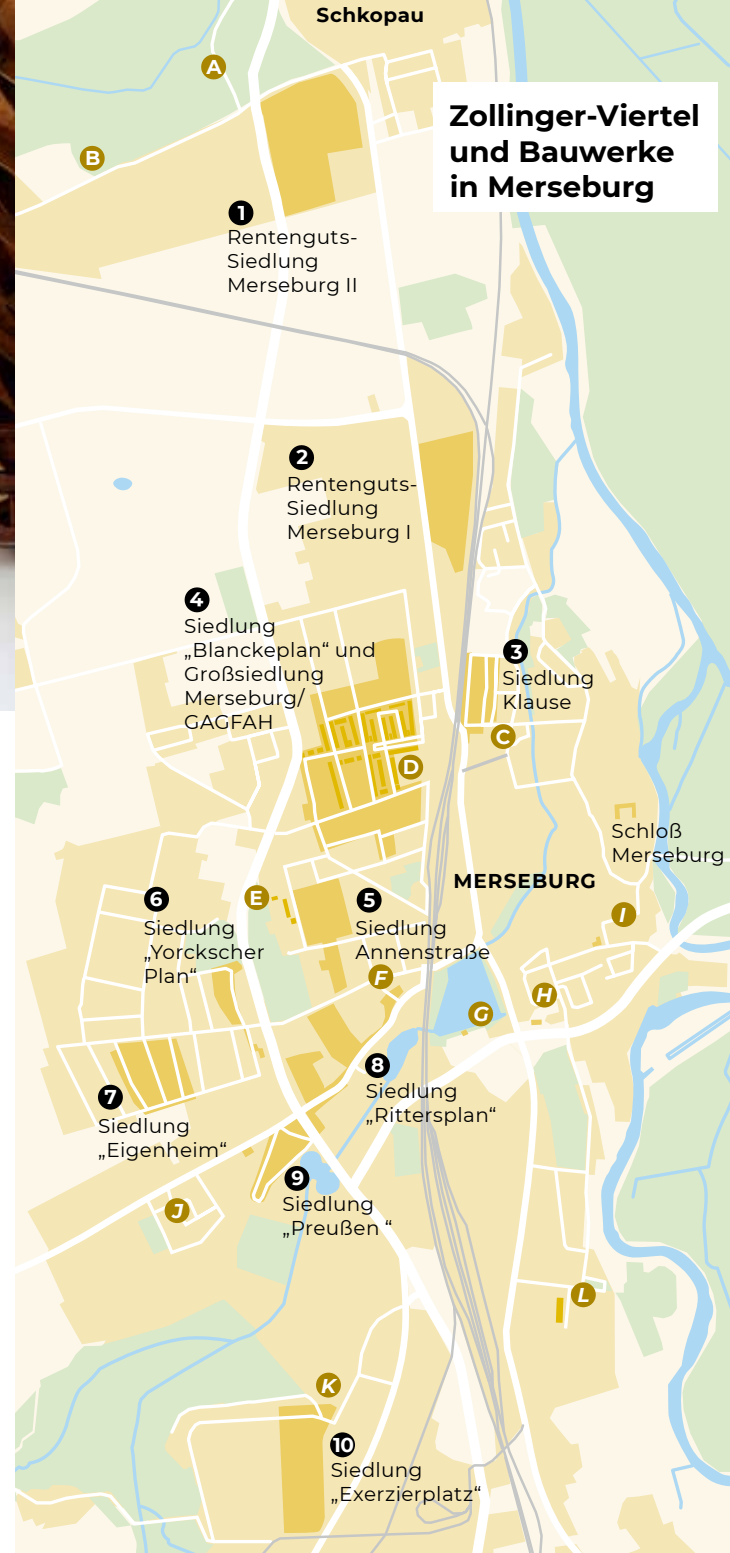 Schkopau
A
Zollinger-Viertel
und Bauwerke
in Merseburg
B
1
Rentenguts-
Siedlung
Merseburg II
2
Rentenguts-
Siedlung
Merseburg I
4
Siedlung
„Blanckeplan“ und
Großsiedlung
Merseburg/
GAGFAH
3
Siedlung
Klause
C
D
Schloß
Merseburg
MERSEBURG
6
Siedlung
„Yorckscher
Plan“
E
5
Siedlung
Annenstraße
I
F
H
G
8
Siedlung
„Rittersplan“
7
Siedlung
„Eigenheim“
9
Siedlung
„Preußen “
J
L
K
10
Siedlung
„Exerzierplatz“